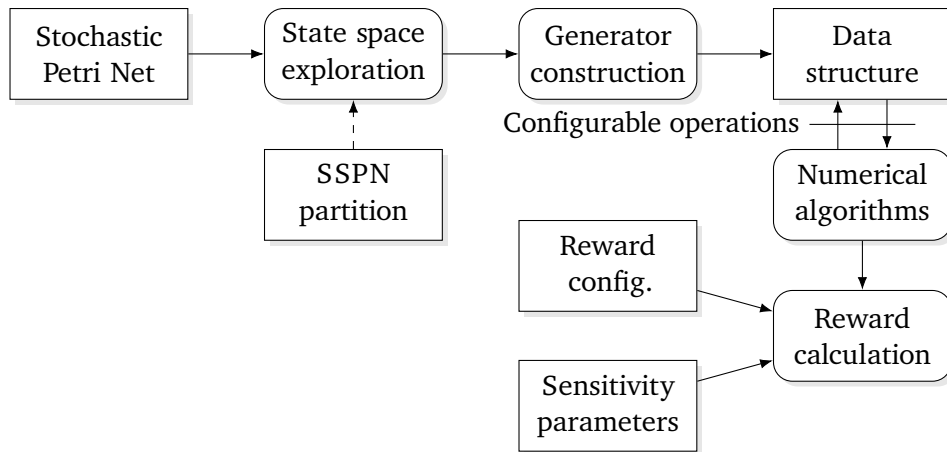 Stochastic
Petri Net
State space
exploration
Generator
construction
Data
structure
Configurable operations
SSPN
partition
Numerical
algorithms
Reward
config.
Reward
calculation
Sensitivity
parameters